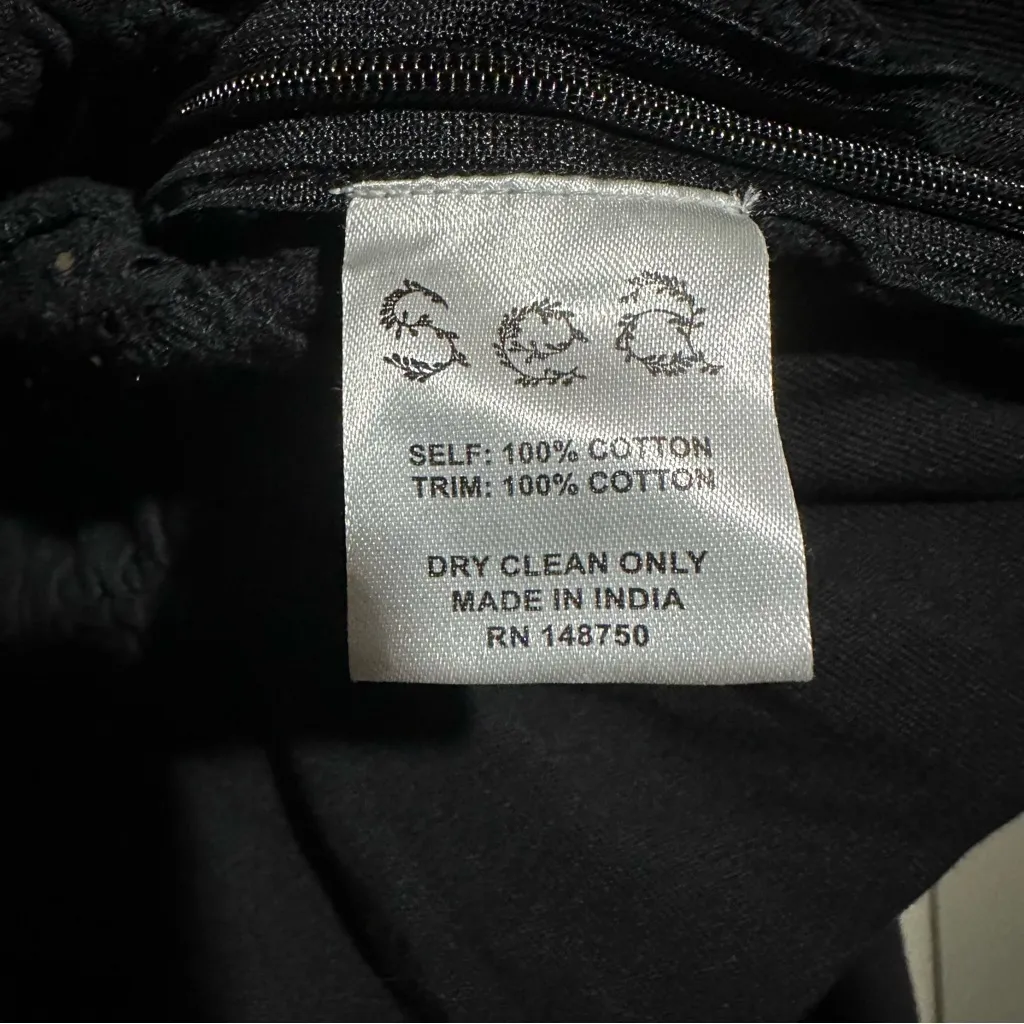 SELF: 100% COTTON
TRIM: 100% COTTON
DRY CLEAN ONLY
MADE IN INDIA
RN 148750